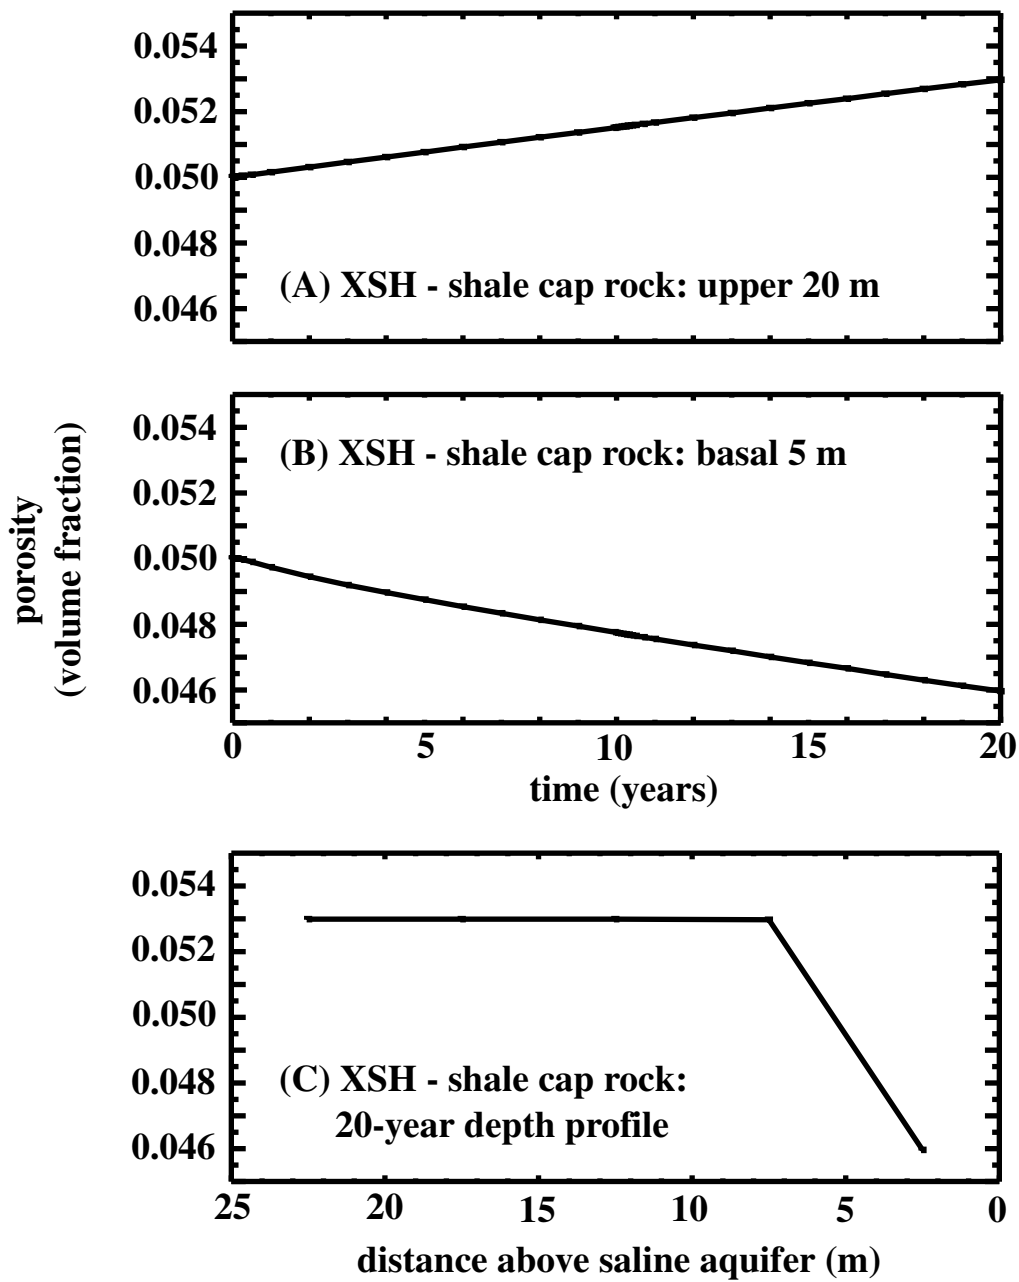 0.054
0.052
0.050
0.048
0.046
(A) XSH - shale cap rock: upper 20 m
porosity
(volume fraction)
0.054
0.052
0.050
0.048
0.046
(B) XSH - shale cap rock: basal 5 m
0 5 10 15 20
time (years)
0.054
0.052
0.050
0.048
0.046
(C) XSH - shale cap rock:
20-year depth profile
25 20 15 10 5 0
distance above saline aquifer (m)